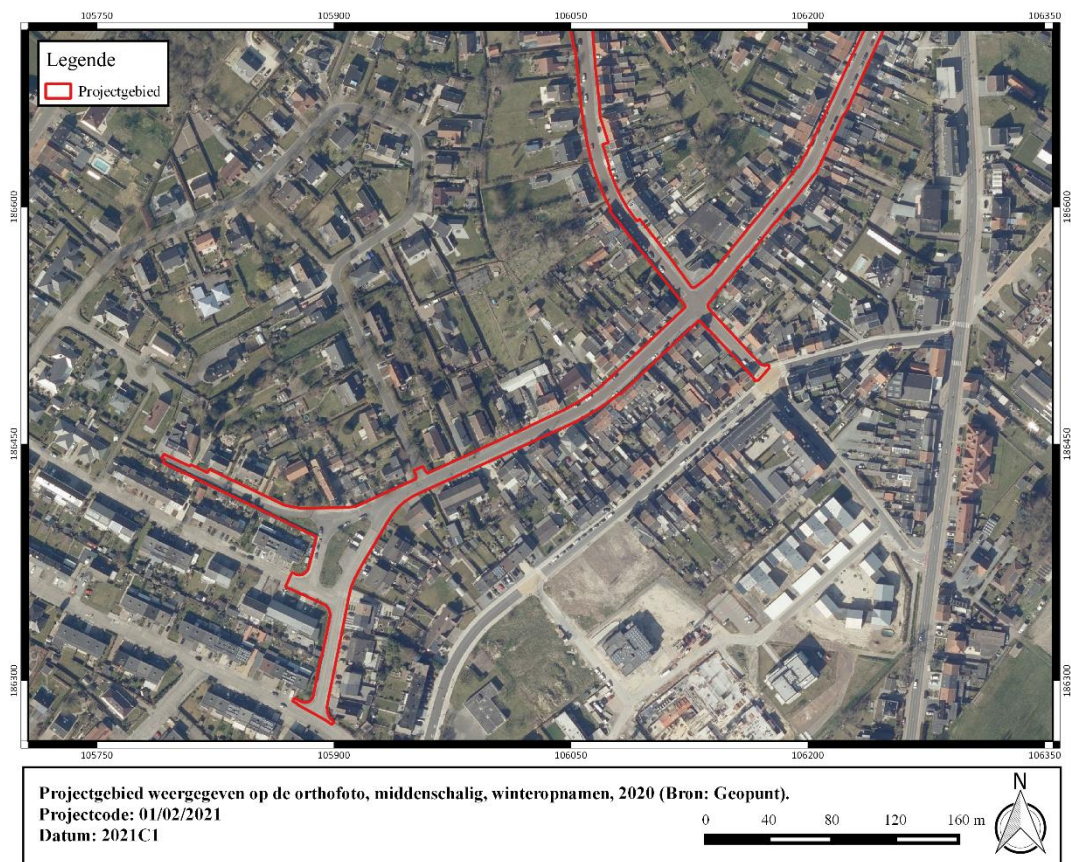 105750 105900 106050 106200 106350
Legende
Projectgebied
186600
186600
186450
186450
186300
186300
105750 105900 106050 106200 106350
Projectgebied weergegeven op de orthofoto, middenschalig, winteropnamen, 2020 (Bron: Geopunt).
Projectcode: 01/02/2021
Datum: 2021C1
N
0 40 80 120 160 m